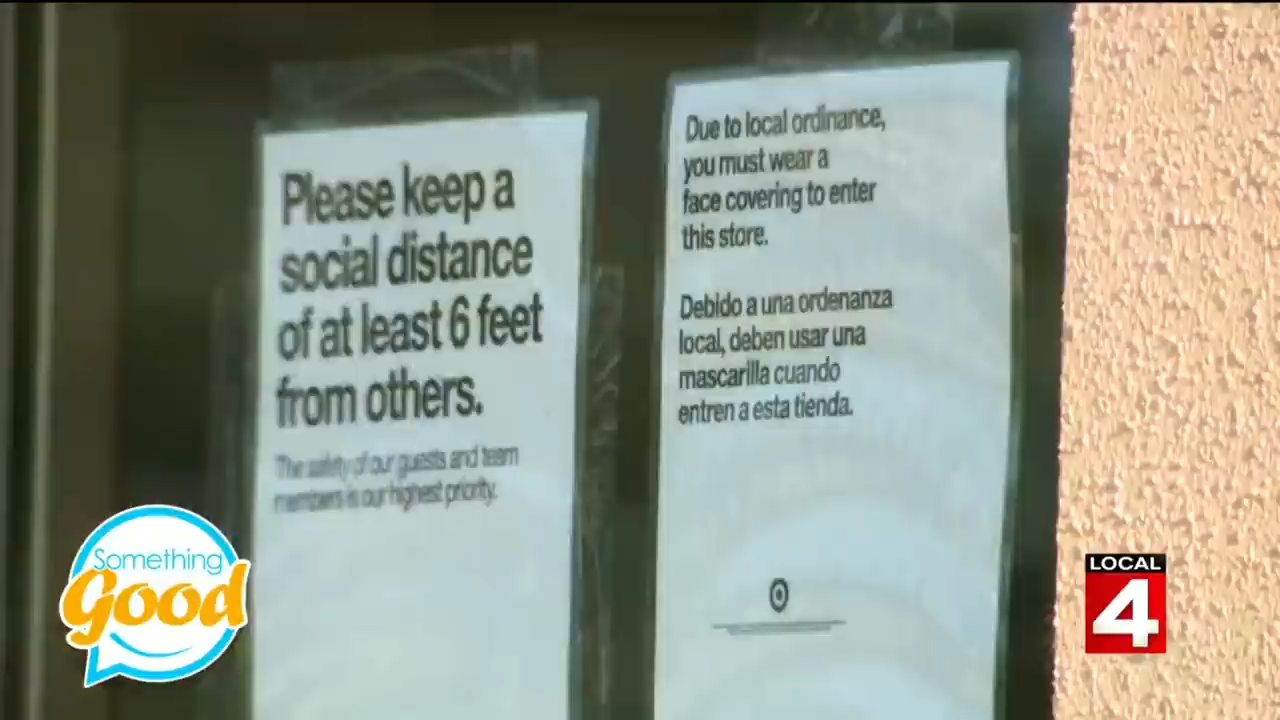 Please keep a
social distance
of at least 6 feet
from others.
The safety of our guests and team
members is our highest priority.
Due to local ordinance,
you must wear a
face covering to enter
this store.
Debido a una ordenanza
local, deben usar una
mascarilla cuando
entren a esta tienda.
Something
Good
LOCAL
4